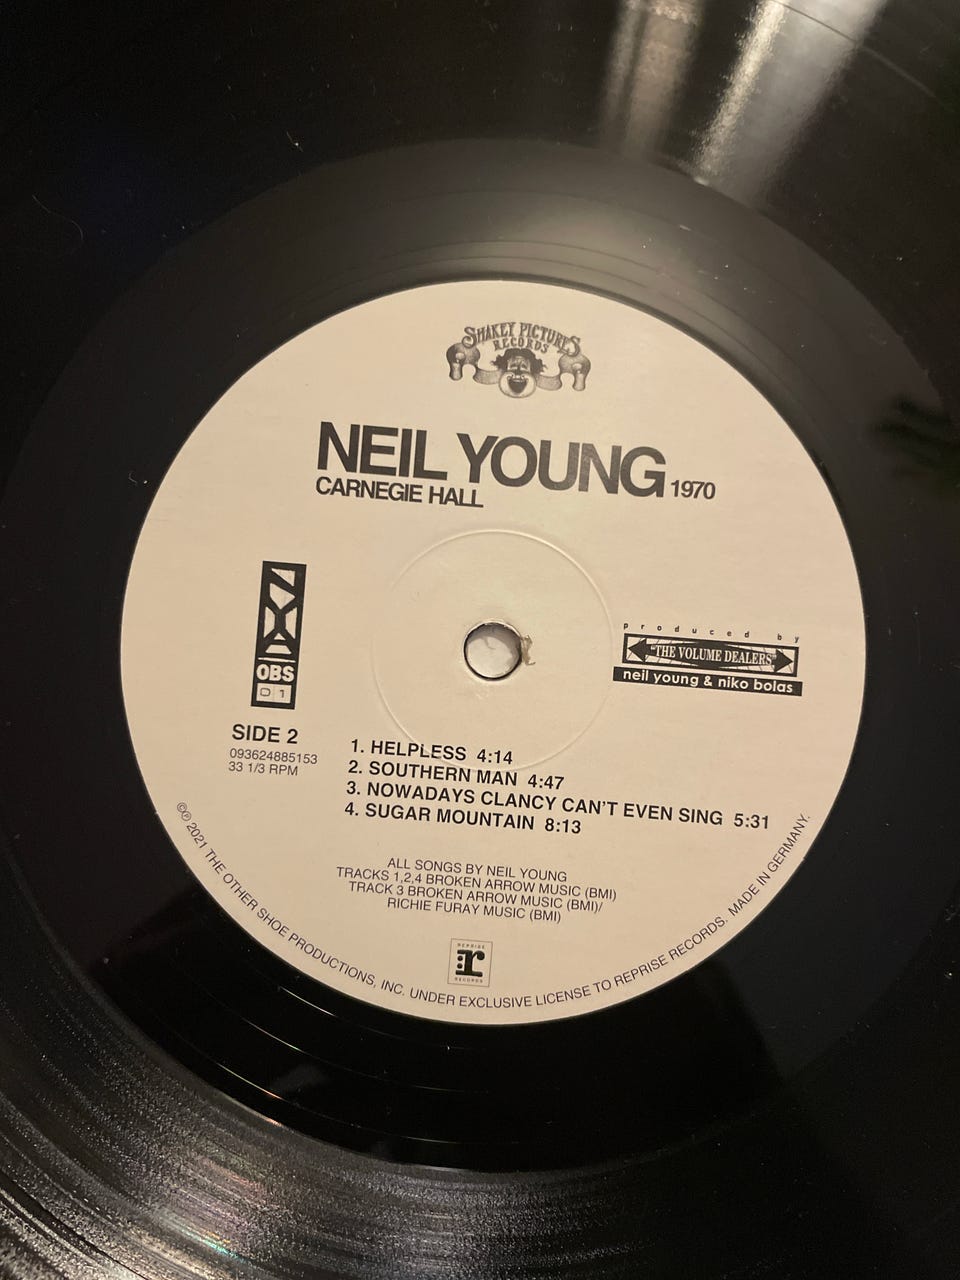 SHAKEY PICTURES
RECORDS
NEIL YOUNG 1970
CARNEGIE HALL
NYA
OBS
01
produced by
"THE VOLUME DEALERS"
neil young & niko bolas
SIDE 2
093624885153
33 1/3 RPM
1. HELPLESS 4:14
2. SOUTHERN MAN 4:47
3. NOWADAYS CLANCY CAN'T EVEN SING 5:31
4. SUGAR MOUNTAIN 8:13
ALL SONGS BY NEIL YOUNG
TRACKS 1,2,4 BROKEN ARROW MUSIC (BMI)
TRACK 3 BROKEN ARROW MUSIC (BMI)/
RICHIE FURAY MUSIC (BMI)
REPRISE
r
RECORDS
©℗ 2021 THE OTHER SHOE PRODUCTIONS, INC. UNDER EXCLUSIVE LICENSE TO REPRISE RECORDS. MADE IN GERMANY.